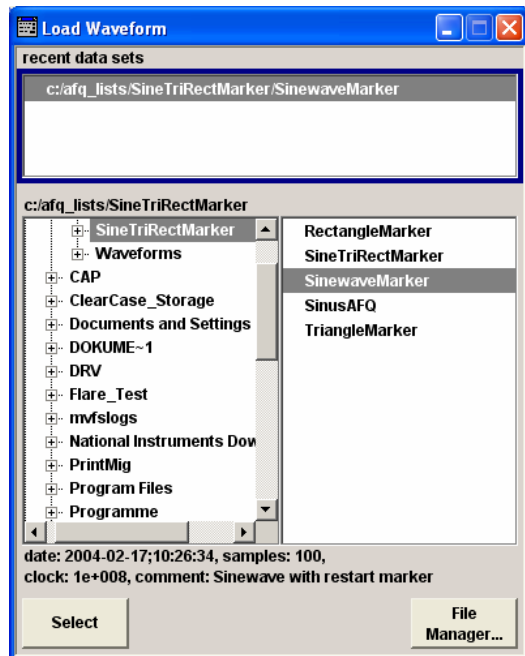 Load Waveform
recent data sets
c:/afq_lists/SineTriRectMarker/SinewaveMarker
c:/afq_lists/SineTriRectMarker
SineTriRectMarker
Waveforms
CAP
ClearCase_Storage
Documents and Settings
DOKUME~1
DRV
Flare_Test
mvfslogs
National Instruments Dow
PrintMig
Program Files
Programme
RectangleMarker
SineTriRectMarker
SinewaveMarker
SinusAFQ
TriangleMarker
date: 2004-02-17;10:26:34, samples: 100,
clock: 1e+008, comment: Sinewave with restart marker
Select
File
Manager...